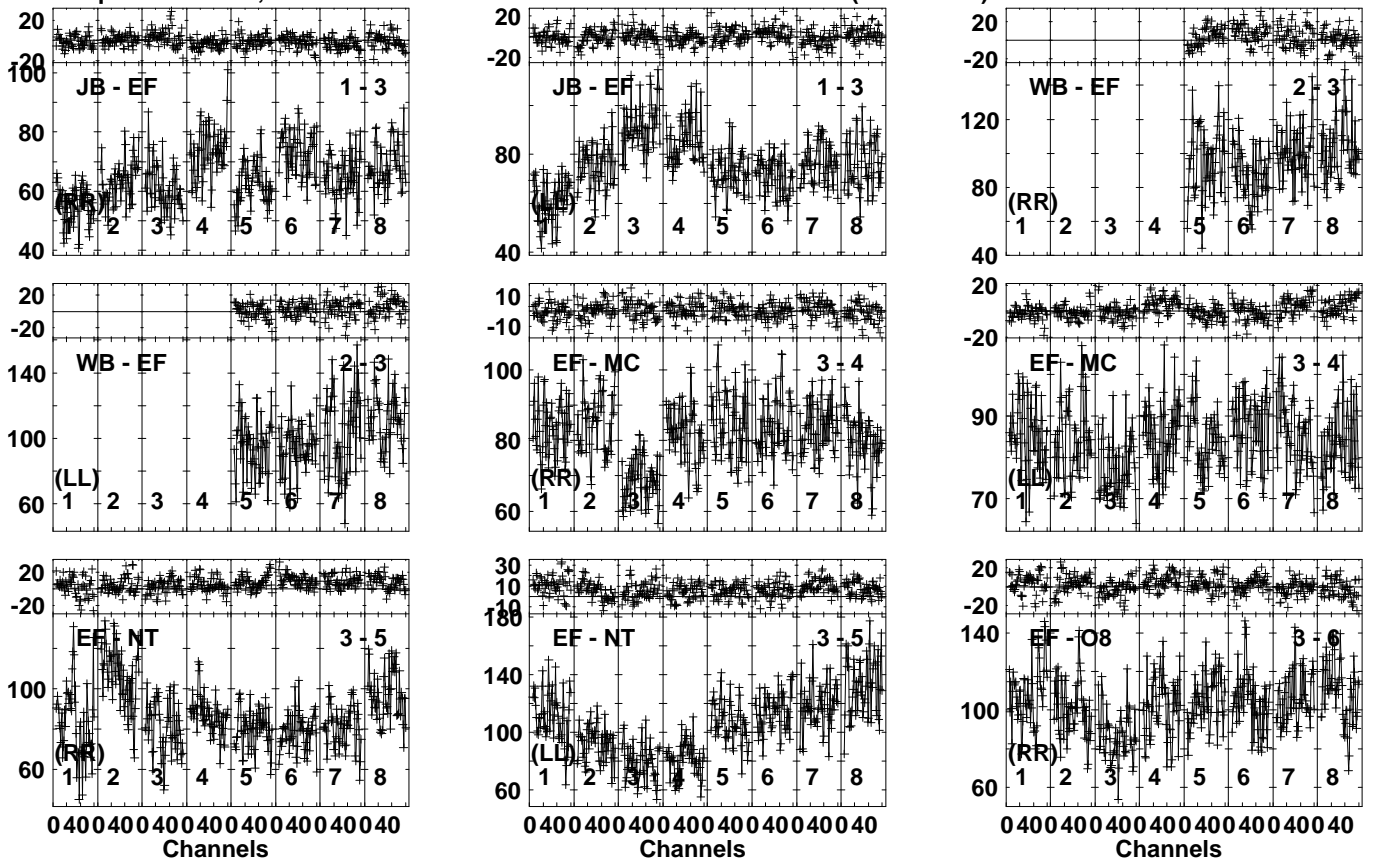 20
-20
100 JB - EF 1 - 3
80
60 (RR)
1 2 3 4 5 6 7 8
40
20
-20
JB - EF 1 - 3
80
(LL)
1 2 3 4 5 6 7 8
40
20
-20
WB - EF 2 - 3
120
80 (RR)
1 2 3 4 5 6 7 8
40
20
-20
WB - EF 2 - 3
140
100
(LL)
60 1 2 3 4 5 6 7 8
10
-10
EF - MC 3 - 4
100
80
(RR)
60 1 2 3 4 5 6 7 8
20
-20
EF - MC 3 - 4
90
(LL)
70 1 2 3 4 5 6 7 8
20
-20
EF - NT 3 - 5
100
(RR)
60 1 2 3 4 5 6 7 8
0 40 0 40 0 40 0 40 0 40 0 40 0 40 0 40
Channels
30
10
-10
180 EF - NT 3 - 5
140
100
(LL)
60 1 2 3 4 5 6 7 8
0 40 0 40 0 40 0 40 0 40 0 40 0 40 0 40
Channels
20
-20
140 EF - O8 3 - 6
100
(RR)
60 1 2 3 4 5 6 7 8
0 40 0 40 0 40 0 40 0 40 0 40 0 40 0 40
Channels